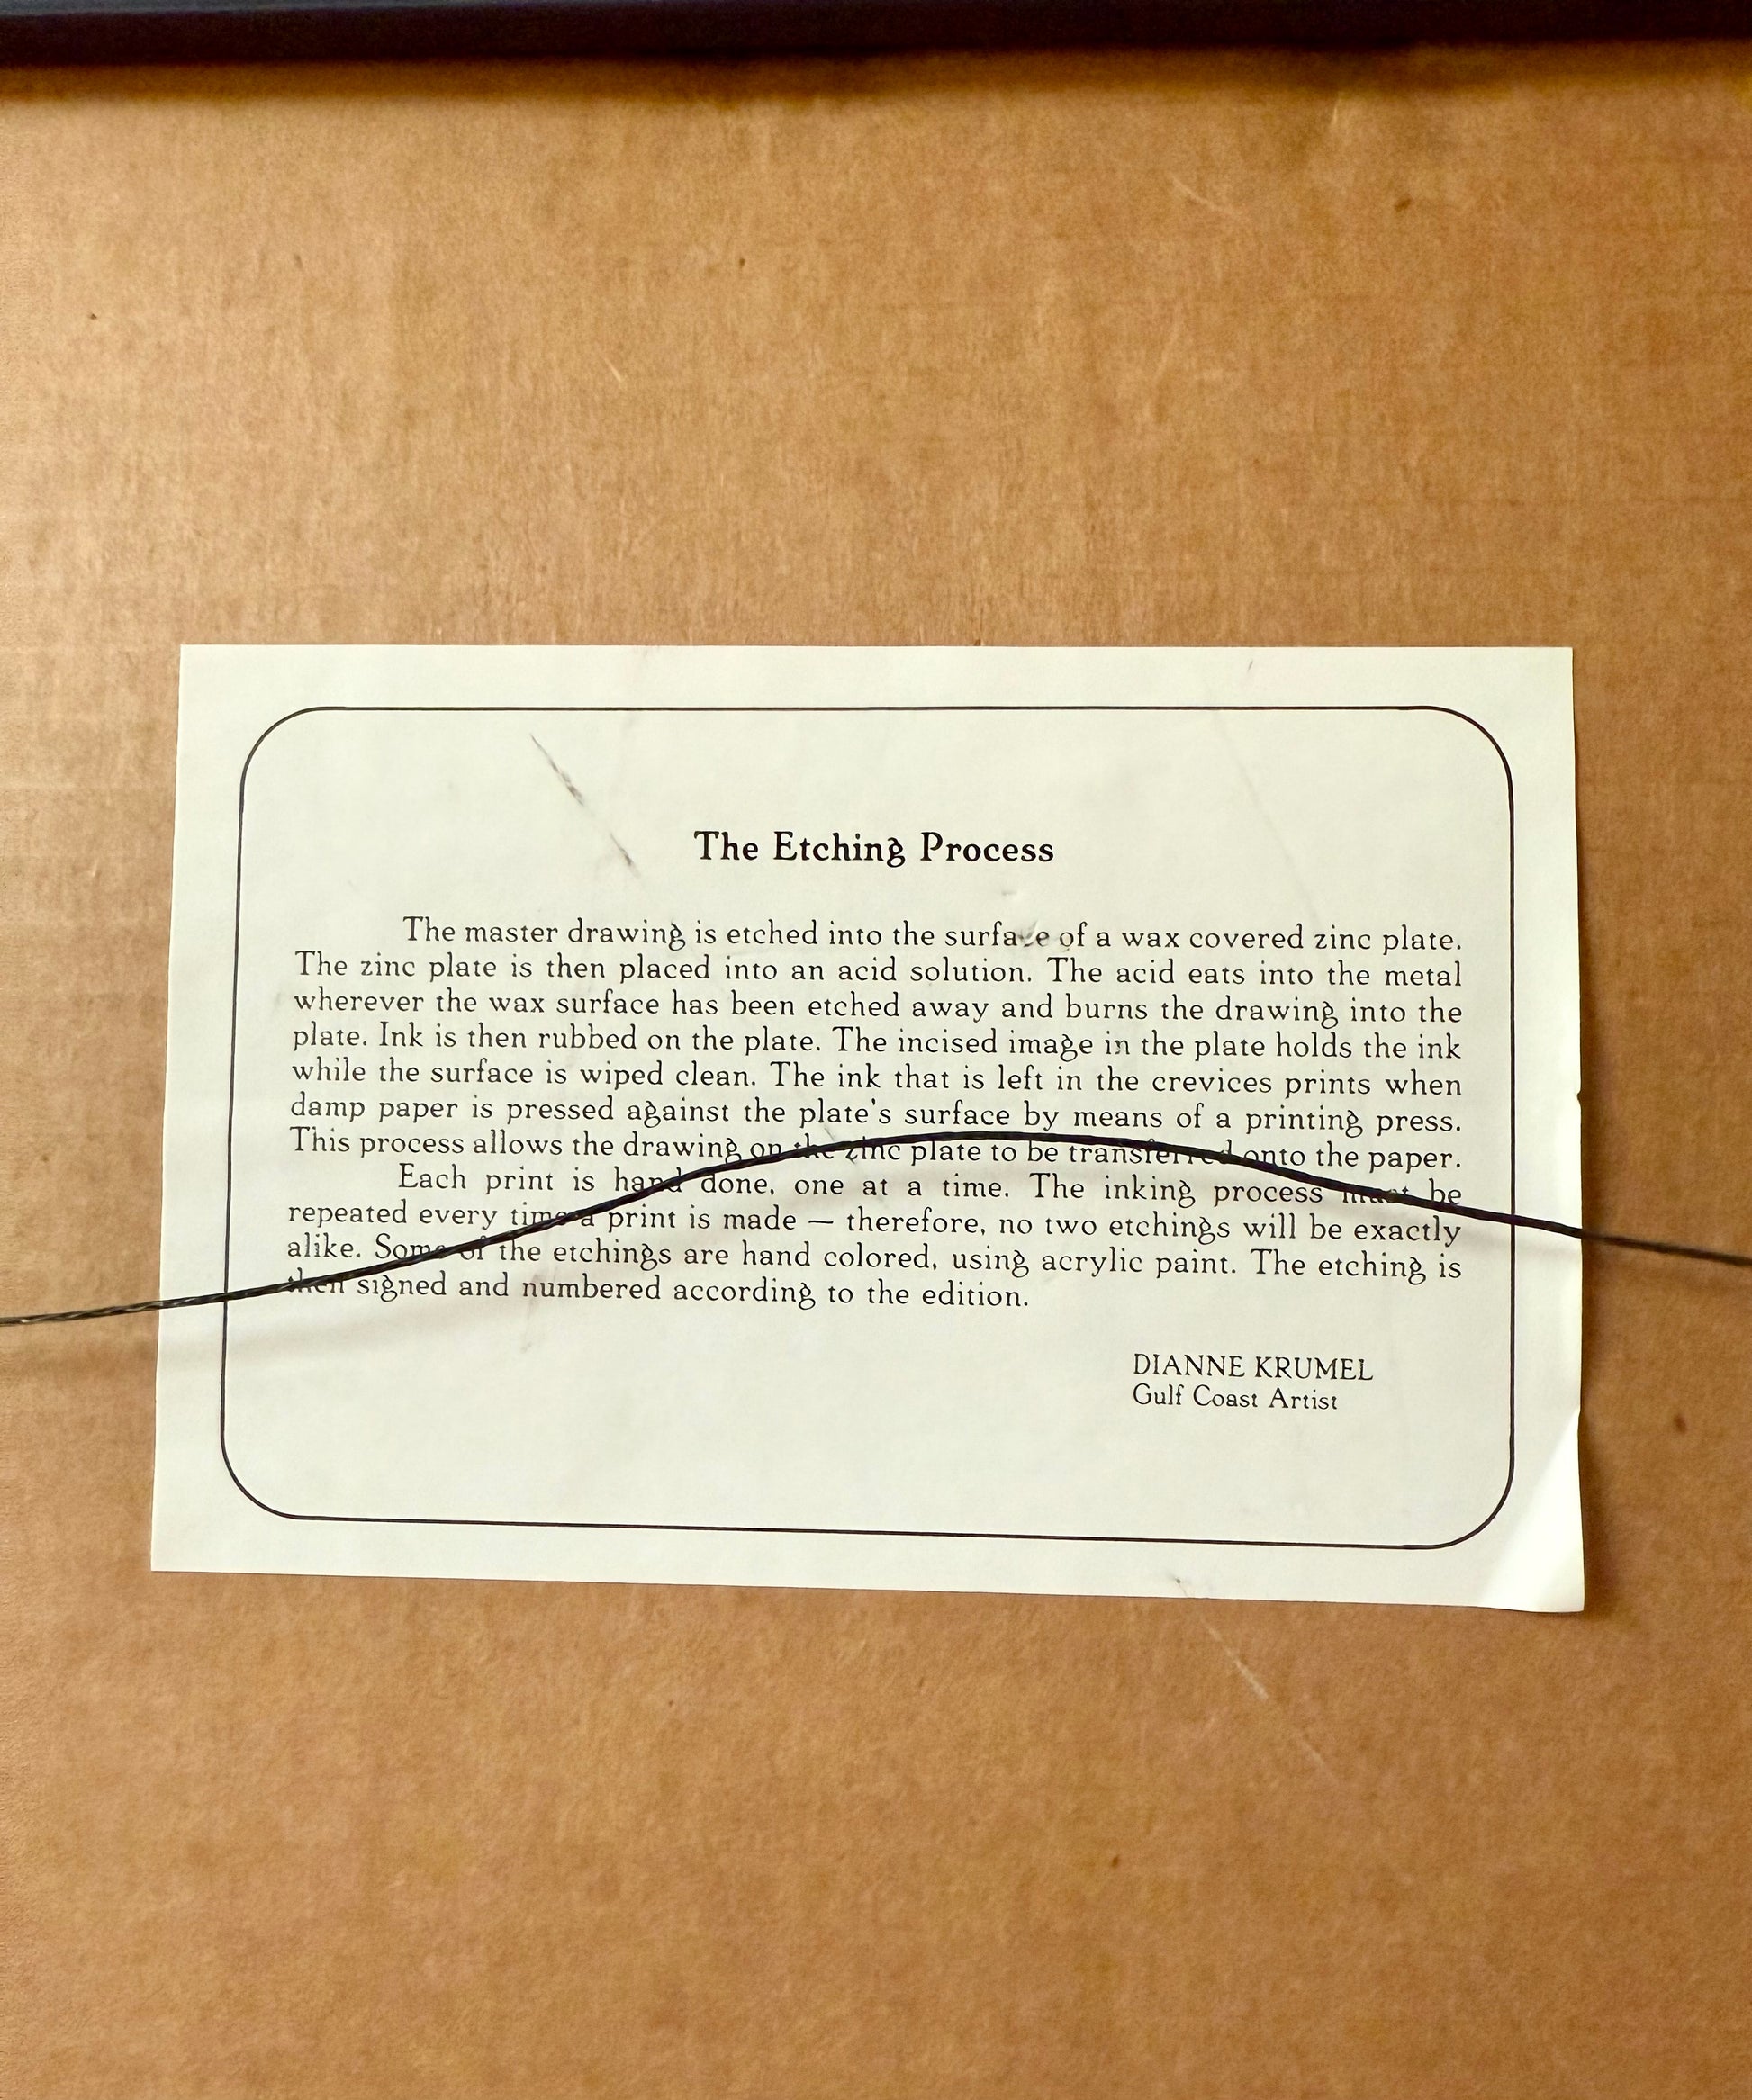 The Etching Process
The master drawing is etched into the surface of a wax covered zinc plate.
The zinc plate is then placed into an acid solution. The acid eats into the metal
wherever the wax surface has been etched away and burns the drawing into the
plate. Ink is then rubbed on the plate. The incised image in the plate holds the ink
while the surface is wiped clean. The ink that is left in the crevices prints when
damp paper is pressed against the plate's surface by means of a printing press.
This process allows the drawing on the zinc plate to be transferred onto the paper.
Each print is hand done, one at a time. The inking process must be
repeated every time a print is made — therefore, no two etchings will be exactly
alike. Some of the etchings are hand colored, using acrylic paint. The etching is
then signed and numbered according to the edition.
DIANNE KRUMEL
Gulf Coast Artist